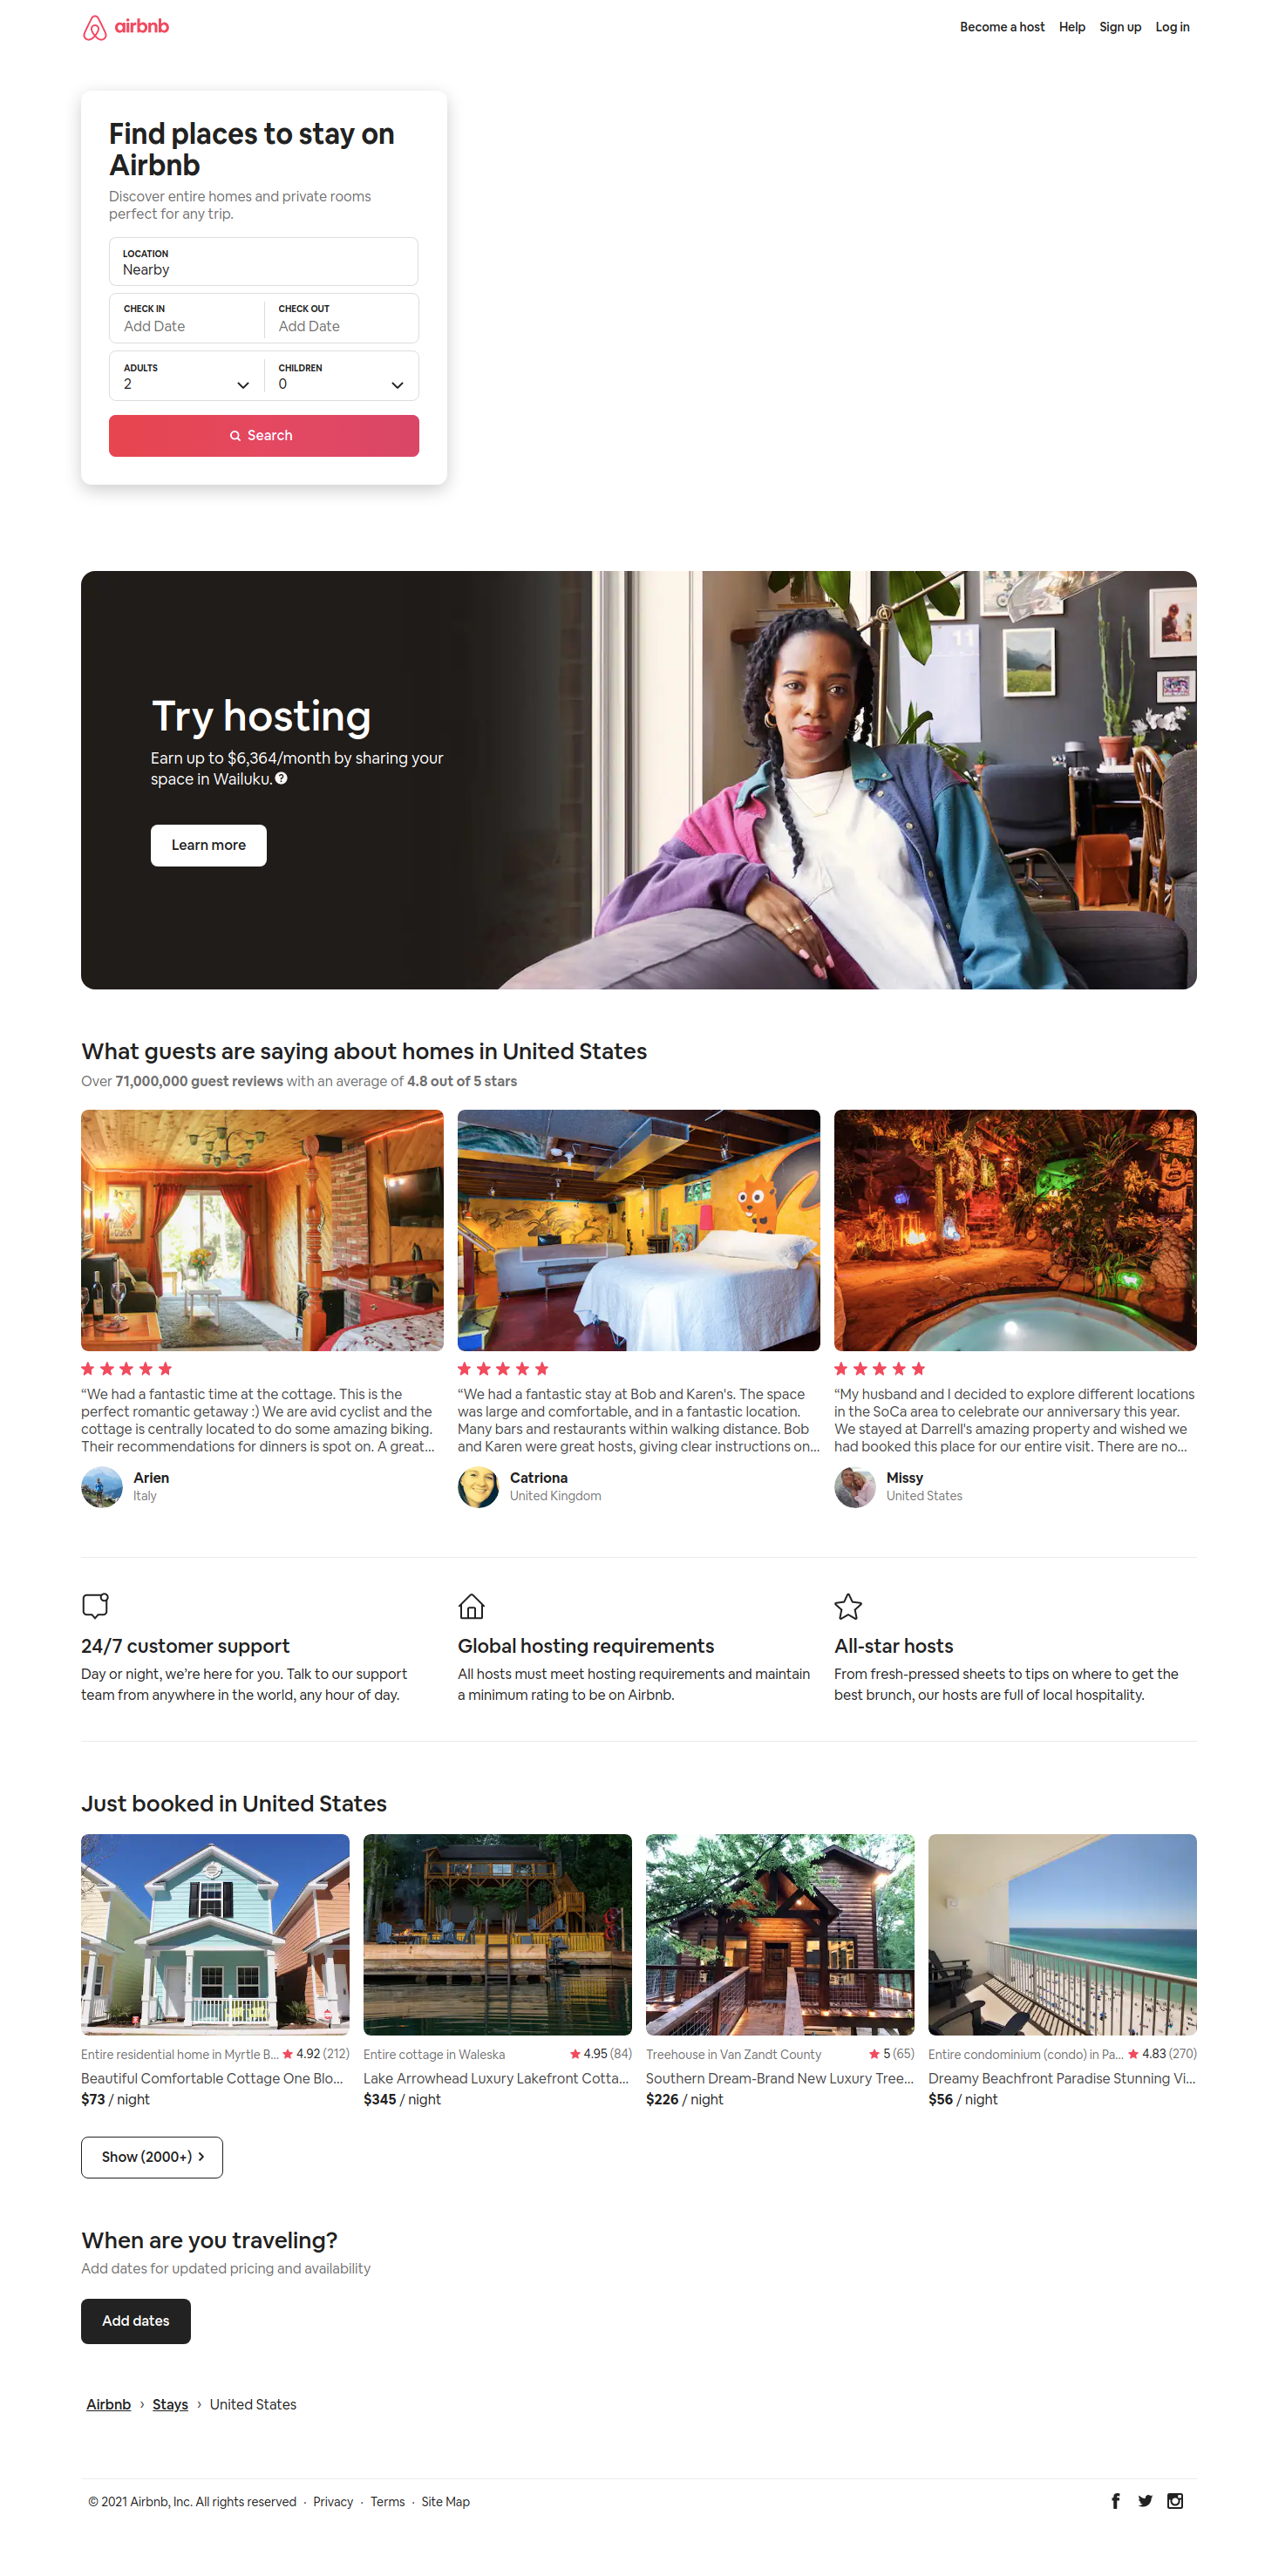 airbnb
Become a host Help Sign up Log in
Find places to stay on
Airbnb
Discover entire homes and private rooms
perfect for any trip.
LOCATION
Nearby
CHECK IN CHECK OUT
Add Date Add Date
ADULTS CHILDREN
2 0
Search
11
Try hosting
Earn up to $6,364/month by sharing your
space in Wailuku.
Learn more
What guests are saying about homes in United States
Over 71,000,000 guest reviews with an average of 4.8 out of 5 stars
“We had a fantastic time at the cottage. This is the
perfect romantic getaway :) We are avid cyclist and the
cottage is centrally located to do some amazing biking.
Their recommendations for dinners is spot on. A great...
Arien
Italy
“We had a fantastic stay at Bob and Karen's. The space
was large and comfortable, and in a fantastic location.
Many bars and restaurants within walking distance. Bob
and Karen were great hosts, giving clear instructions on...
Catriona
United Kingdom
“My husband and I decided to explore different locations
in the SoCa area to celebrate our anniversary this year.
We stayed at Darrell's amazing property and wished we
had booked this place for our entire visit. There are no...
Missy
United States
24/7 customer support
Day or night, we’re here for you. Talk to our support
team from anywhere in the world, any hour of day.
Global hosting requirements
All hosts must meet hosting requirements and maintain
a minimum rating to be on Airbnb.
All-star hosts
From fresh-pressed sheets to tips on where to get the
best brunch, our hosts are full of local hospitality.
Just booked in United States
Entire residential home in Myrtle B... 4.92 (212)
Beautiful Comfortable Cottage One Blo...
$73 / night
Entire cottage in Waleska 4.95 (84)
Lake Arrowhead Luxury Lakefront Cotta...
$345 / night
Treehouse in Van Zandt County 5 (65)
Southern Dream-Brand New Luxury Tree...
$226 / night
Entire condominium (condo) in Pa... 4.83 (270)
Dreamy Beachfront Paradise Stunning Vi...
$56 / night
Show (2000+) ›
When are you traveling?
Add dates for updated pricing and availability
Add dates
Airbnb › Stays › United States
© 2021 Airbnb, Inc. All rights reserved · Privacy · Terms · Site Map